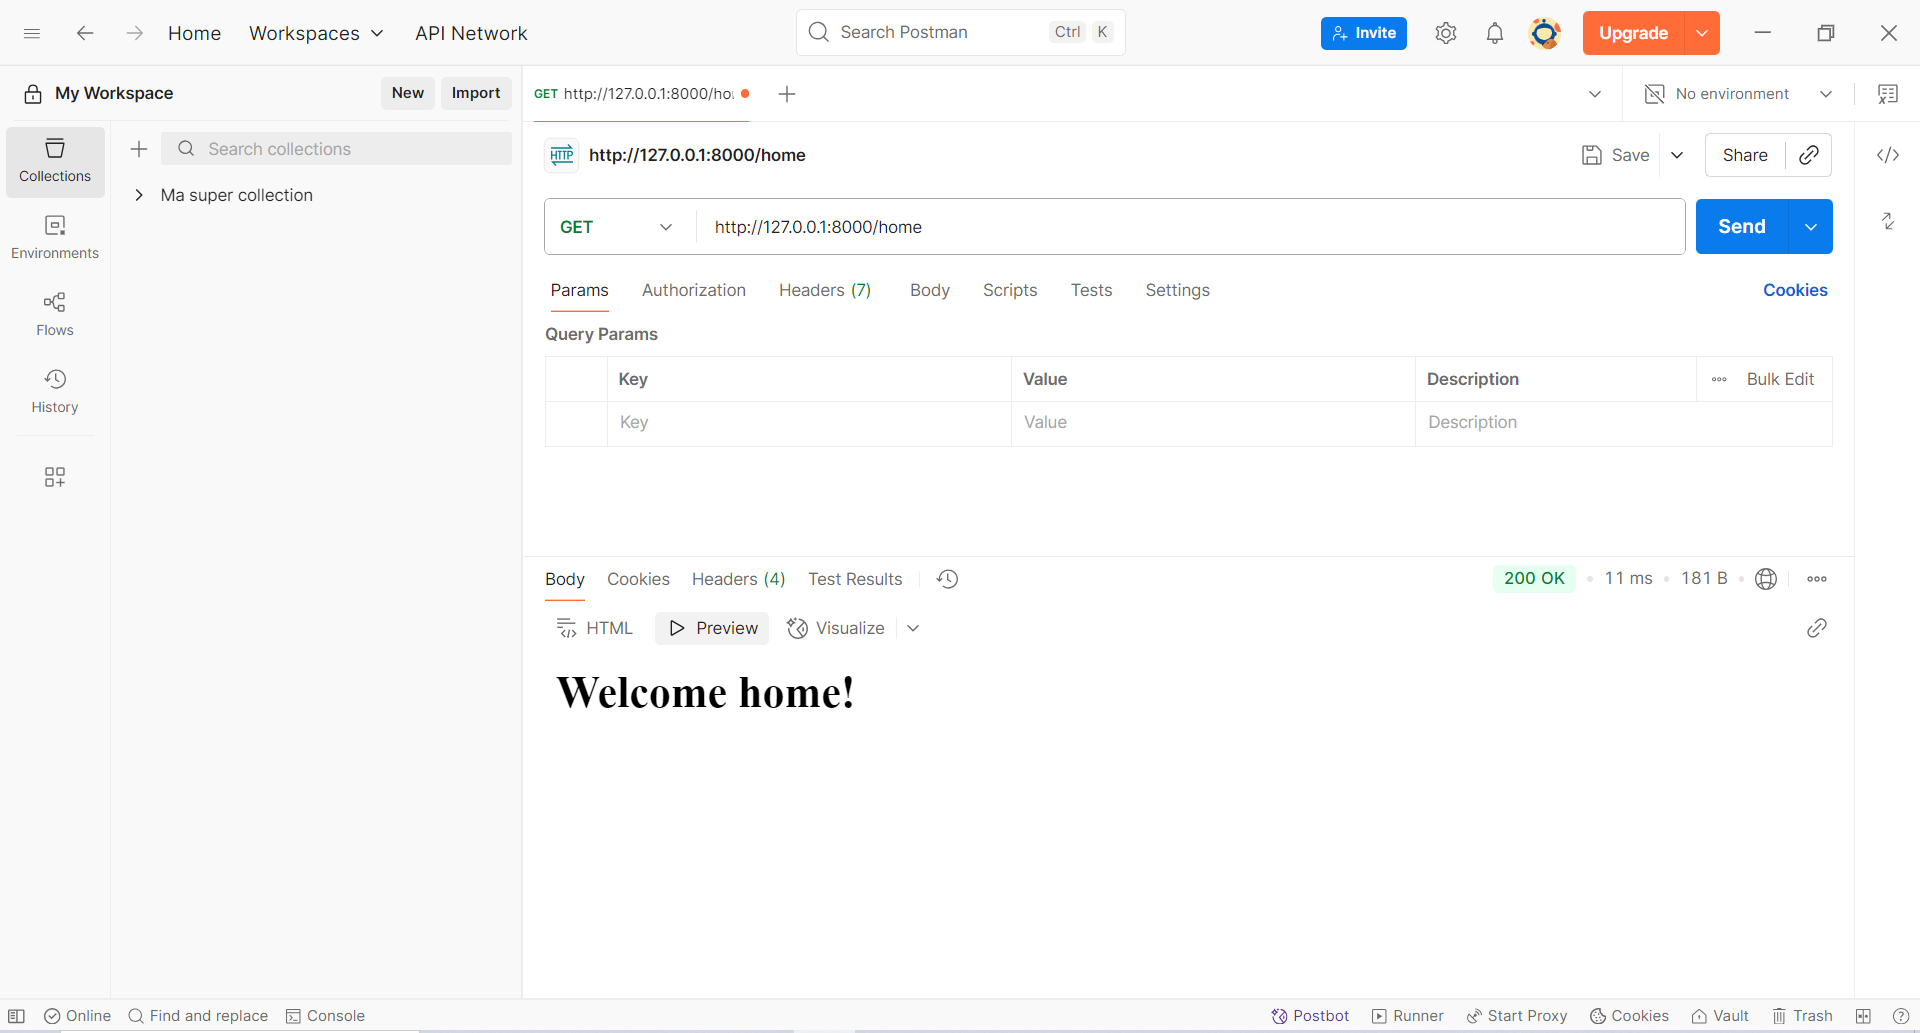 Home Workspaces API Network Search Postman Ctrl K Invite Upgrade
My Workspace New Import GET http://127.0.0.1:8000/ho No environment
Search collections
Collections
Ma super collection
Environments
Flows
History
HTTP http://127.0.0.1:8000/home Save Share
GET http://127.0.0.1:8000/home Send
Params Authorization Headers (7) Body Scripts Tests Settings Cookies
Query Params
Key Value Description Bulk Edit
Key Value Description
Body Cookies Headers (4) Test Results 200 OK 11 ms 181 B
HTML Preview Visualize
Welcome home!
Online Find and replace Console Postbot Runner Start Proxy Cookies Vault Trash